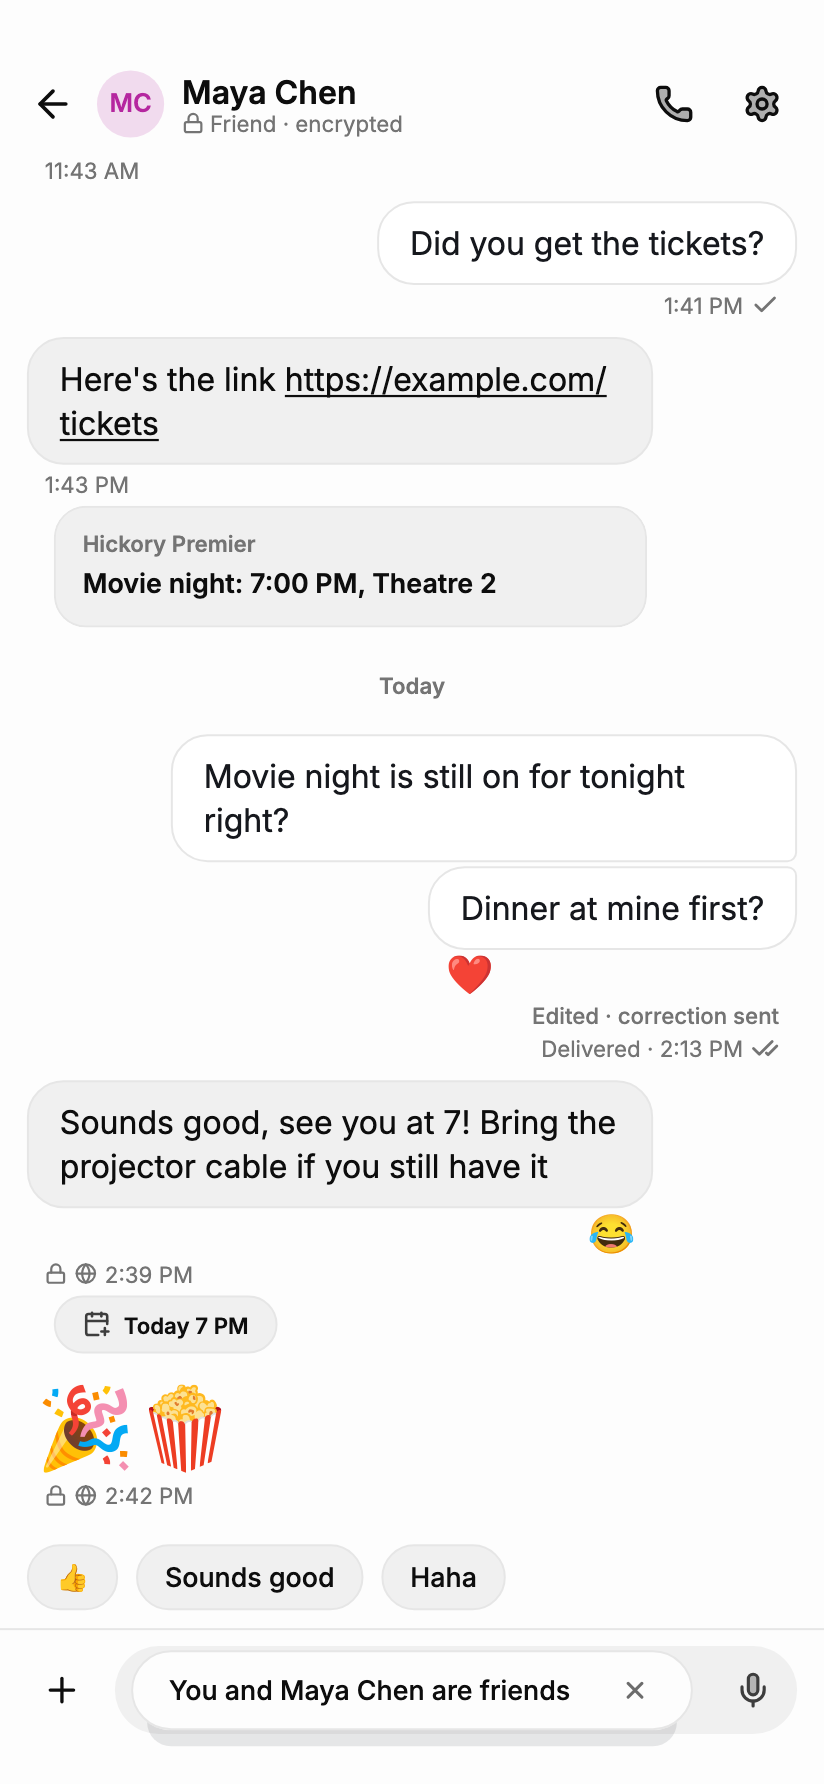 MC
Maya Chen
Friend · encrypted
11:43 AM
Did you get the tickets?
1:41 PM
Here's the link https://example.com/
tickets
1:43 PM
Hickory Premier
Movie night: 7:00 PM, Theatre 2
Today
Movie night is still on for tonight
right?
Dinner at mine first?
Edited · correction sent
Delivered · 2:13 PM
Sounds good, see you at 7! Bring the
projector cable if you still have it
2:39 PM
Today 7 PM
2:42 PM
Sounds good
Haha
You and Maya Chen are friends